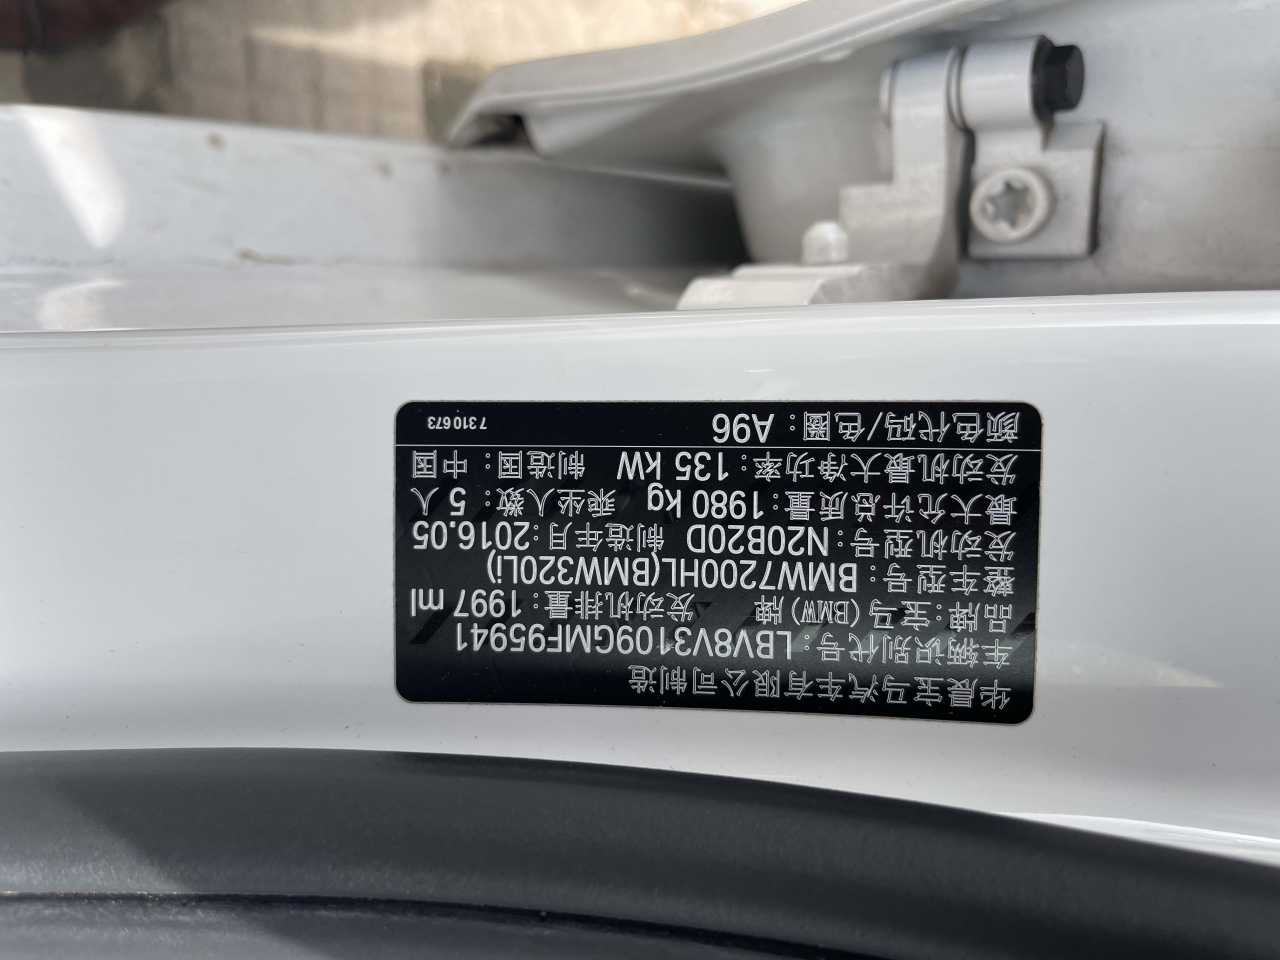 华晨宝马汽车有限公司制造
车辆识别代号：LBV8V3109GMF95941
品牌：宝马(BMW)牌 发动机排量：1997 ml
整车型号：BMW7200HL(BMW320Li)
发动机型号：N20B20D 制造年月：2016.05
最大允许总质量：1980 kg 乘坐人数：5 人
发动机最大净功率：135 kW 制造国：中国
颜色代码/色圈：A96 7 310 673